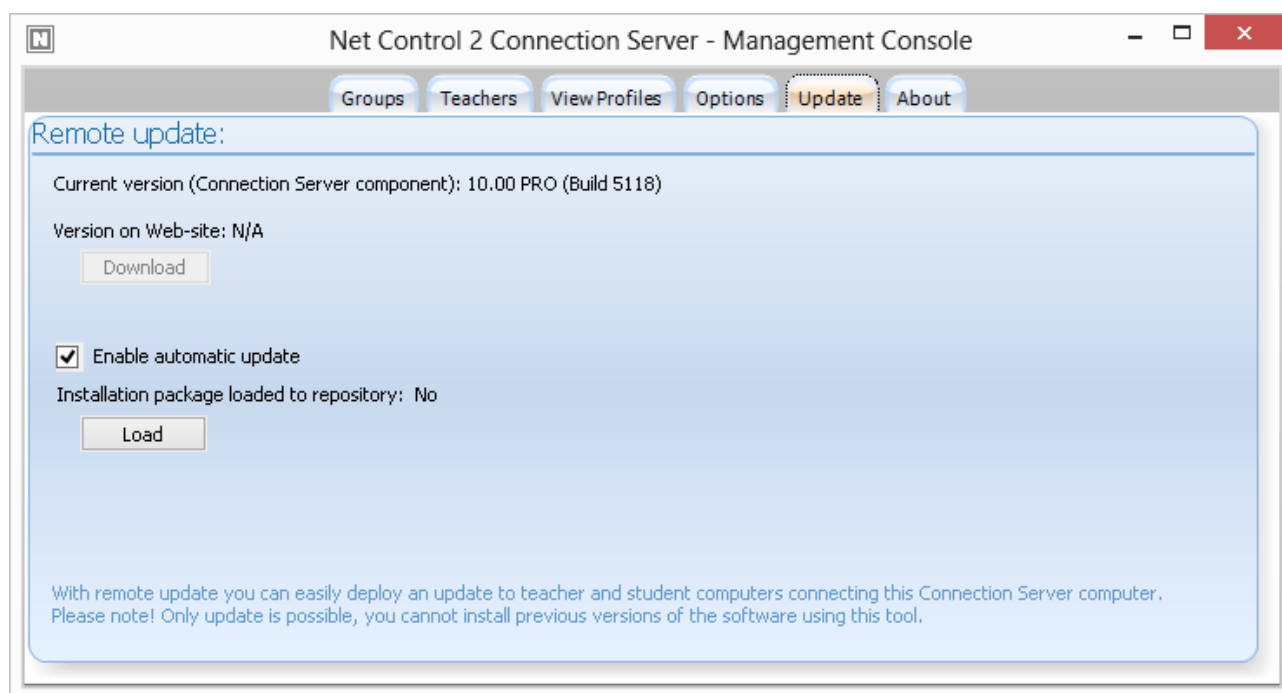 N
Net Control 2 Connection Server - Management Console
Groups Teachers View Profiles Options Update About
Remote update:
Current version (Connection Server component): 10.00 PRO (Build 5118)
Version on Web-site: N/A
Download
Enable automatic update
Installation package loaded to repository: No
Load
With remote update you can easily deploy an update to teacher and student computers connecting this Connection Server computer.
Please note! Only update is possible, you cannot install previous versions of the software using this tool.